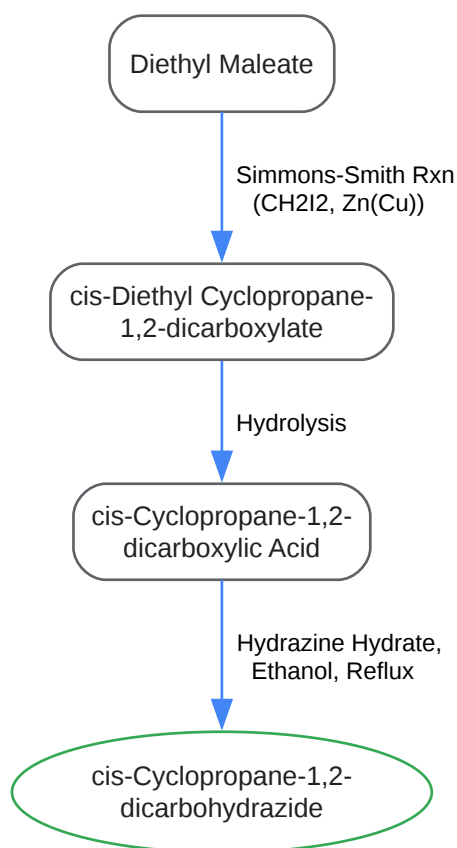 Diethyl Maleate
Simmons-Smith Rxn
(CH2I2, Zn(Cu))
cis-Diethyl Cyclopropane-
1,2-dicarboxylate
Hydrolysis
cis-Cyclopropane-1,2-
dicarboxylic Acid
Hydrazine Hydrate,
Ethanol, Reflux
cis-Cyclopropane-1,2-
dicarbohydrazide